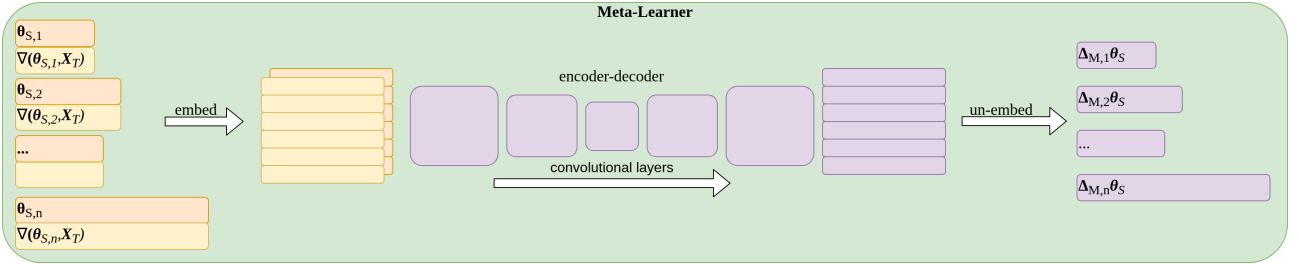 Meta-Learner
θS,1
∇(θS,1,XT)
θS,2
∇(θS,2,XT)
...
θS,n
∇(θS,n,XT)
embed
encoder-decoder
convolutional layers
un-embed
ΔM,1θS
ΔM,2θS
...
ΔM,nθS